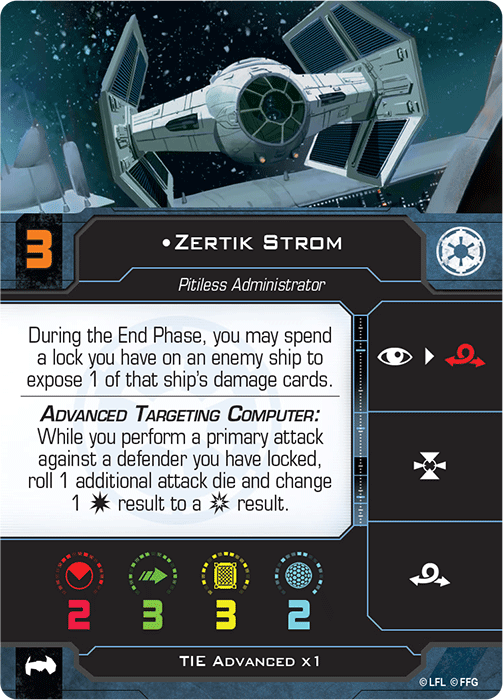 3
•Zertik Strom
Pitiless Administrator
During the End Phase, you may spend
a lock you have on an enemy ship to
expose 1 of that ship's damage cards.
Advanced Targeting Computer:
While you perform a primary attack
against a defender you have locked,
roll 1 additional attack die and change
1 result to a result.
2 3 3 2
TIE Advanced x1
© LFL © FFG